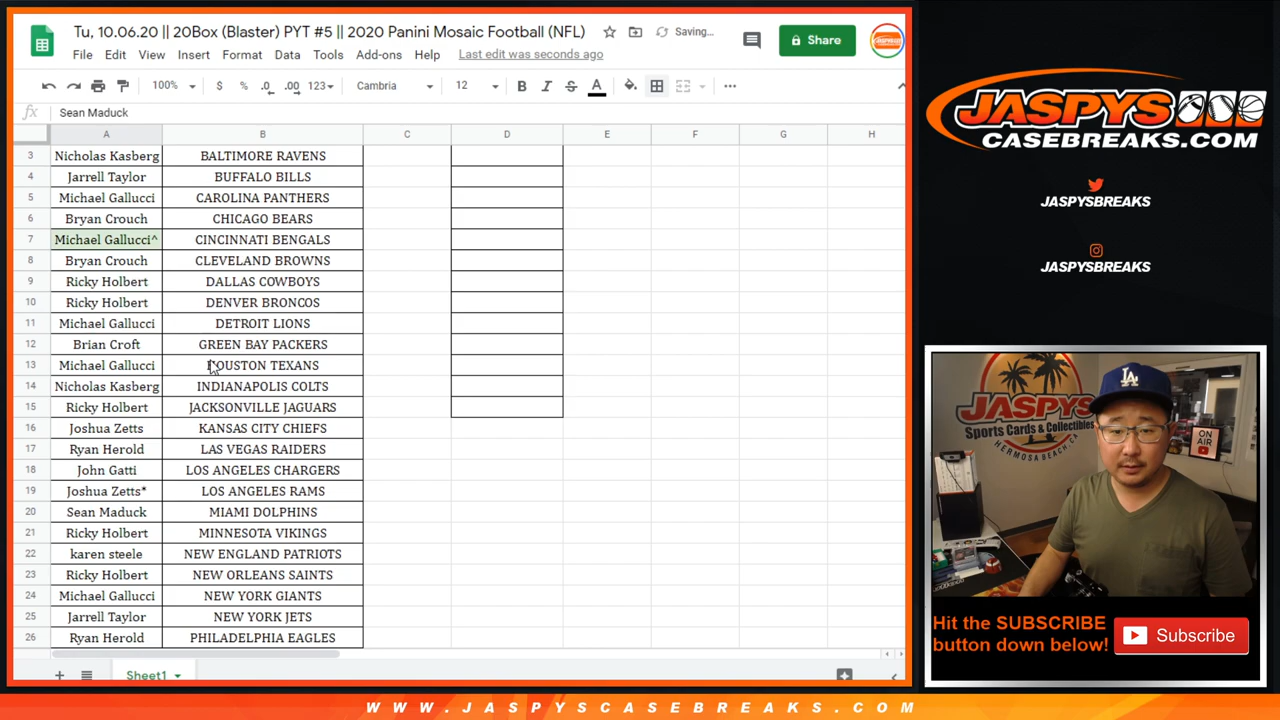 Tu, 10.06.20 || 20Box (Blaster) PYT #5 || 2020 Panini Mosaic Football (NFL) Saving...
Share
File Edit View Insert Format Data Tools Add-ons Help Last edit was seconds ago
100% $ % .0 .00 123 Cambria 12 B I S A
fx Sean Maduck
A B C D E F G H
3 Nicholas Kasberg BALTIMORE RAVENS
4 Jarrell Taylor BUFFALO BILLS
5 Michael Gallucci CAROLINA PANTHERS
6 Bryan Crouch CHICAGO BEARS
7 Michael Gallucci^ CINCINNATI BENGALS
8 Bryan Crouch CLEVELAND BROWNS
9 Ricky Holbert DALLAS COWBOYS
10 Ricky Holbert DENVER BRONCOS
11 Michael Gallucci DETROIT LIONS
12 Brian Croft GREEN BAY PACKERS
13 Michael Gallucci HOUSTON TEXANS
14 Nicholas Kasberg INDIANAPOLIS COLTS
15 Ricky Holbert JACKSONVILLE JAGUARS
16 Joshua Zetts KANSAS CITY CHIEFS
17 Ryan Herold LAS VEGAS RAIDERS
18 John Gatti LOS ANGELES CHARGERS
19 Joshua Zetts* LOS ANGELES RAMS
20 Sean Maduck MIAMI DOLPHINS
21 Ricky Holbert MINNESOTA VIKINGS
22 karen steele NEW ENGLAND PATRIOTS
23 Ricky Holbert NEW ORLEANS SAINTS
24 Michael Gallucci NEW YORK GIANTS
25 Jarrell Taylor NEW YORK JETS
26 Ryan Herold PHILADELPHIA EAGLES
Sheet1
JASPYS
CASEBREAKS.COM
JASPYSBREAKS
JASPYSBREAKS
JASPYS
Sports Cards & Collectibles
HERMOSA BEACH, CA
LA
ON
AIR
Hit the SUBSCRIBE
button down below!
Subscribe
WWW.JASPYSCASEBREAKS.COM